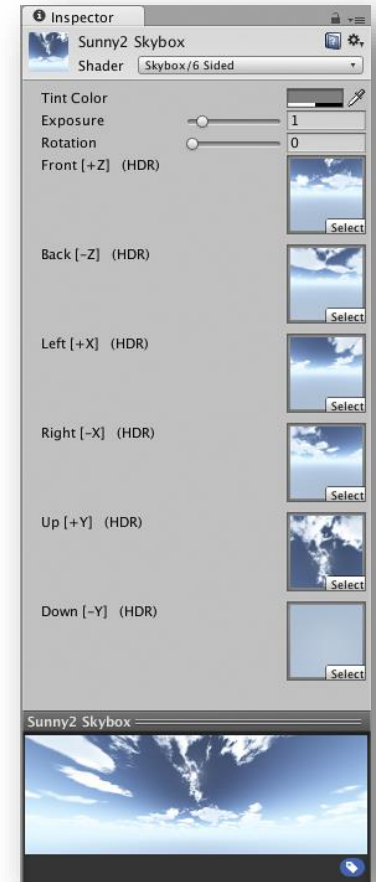 Inspector
Sunny2 Skybox
Shader Skybox/6 Sided
Tint Color
Exposure 1
Rotation 0
Front [+Z] (HDR)
Select
Back [-Z] (HDR)
Select
Left [+X] (HDR)
Select
Right [-X] (HDR)
Select
Up [+Y] (HDR)
Select
Down [-Y] (HDR)
Select
Sunny2 Skybox